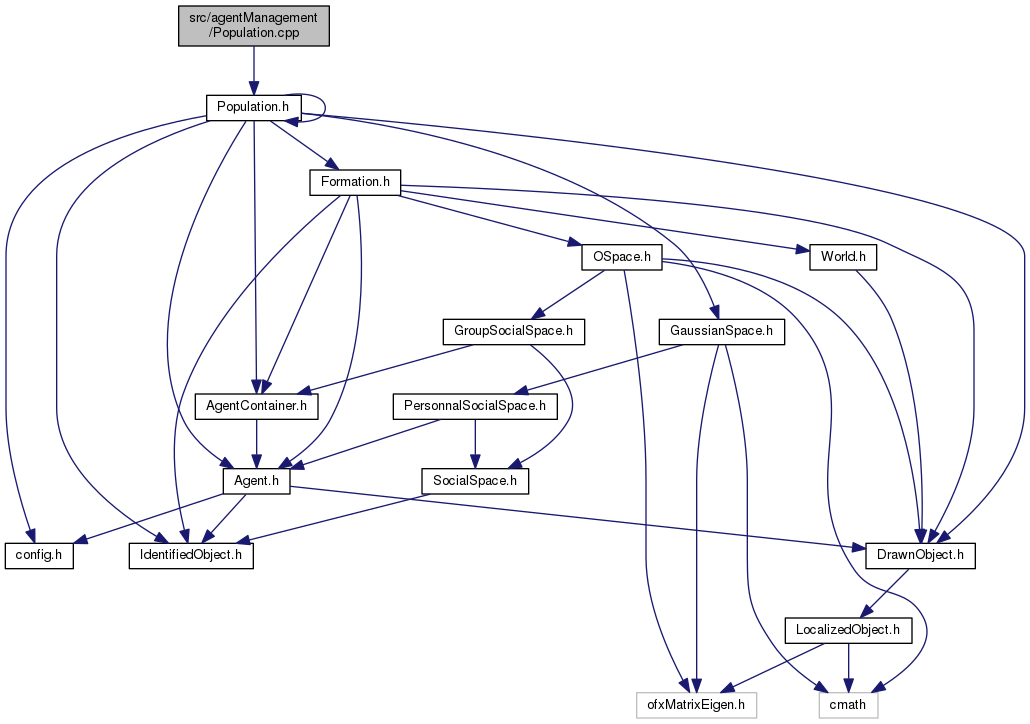 src/agentManagement
/Population.cpp
Population.h
Formation.h
OSpace.h
World.h
GroupSocialSpace.h
GaussianSpace.h
AgentContainer.h
PersonnalSocialSpace.h
Agent.h
SocialSpace.h
config.h
IdentifiedObject.h
DrawnObject.h
LocalizedObject.h
ofxMatrixEigen.h
cmath